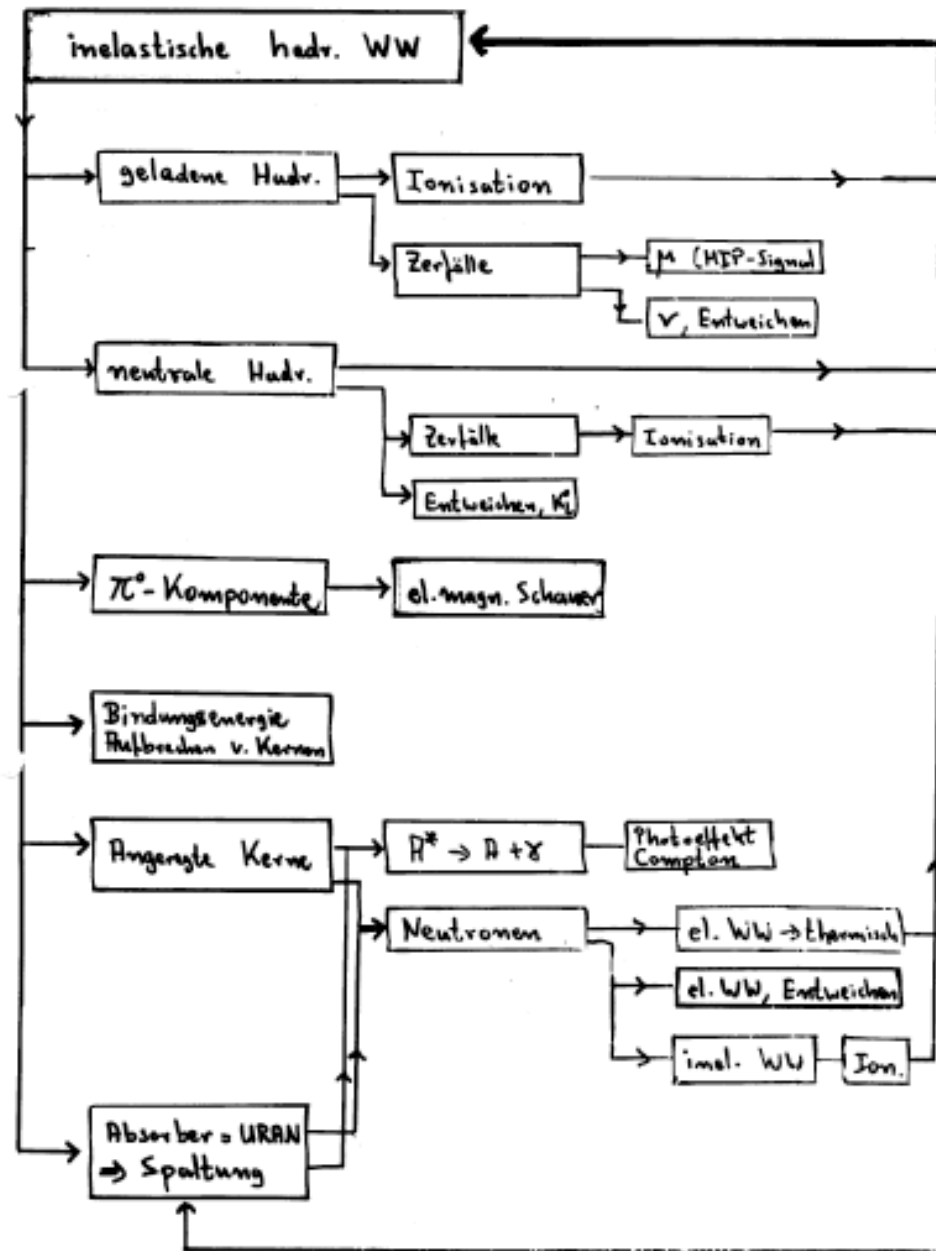 inelastische hadr. WW
geladene Hadr.
Ionisation
Zerfälle
μ (MIP-Signal
ν, Entweichen
neutrale Hadr.
Zerfälle
Ionisation
Entweichen, K°L
π°-Komponente
el.magn. Schauer
Bindungsenergie
Aufbrechen v. Kernen
Angeregte Kerne
A* → A + γ
Photoeffekt
Compton
Neutronen
el. WW → thermisch
el. WW, Entweichen
inel. WW
Ion.
Absorber = URAN
⇒ Spaltung